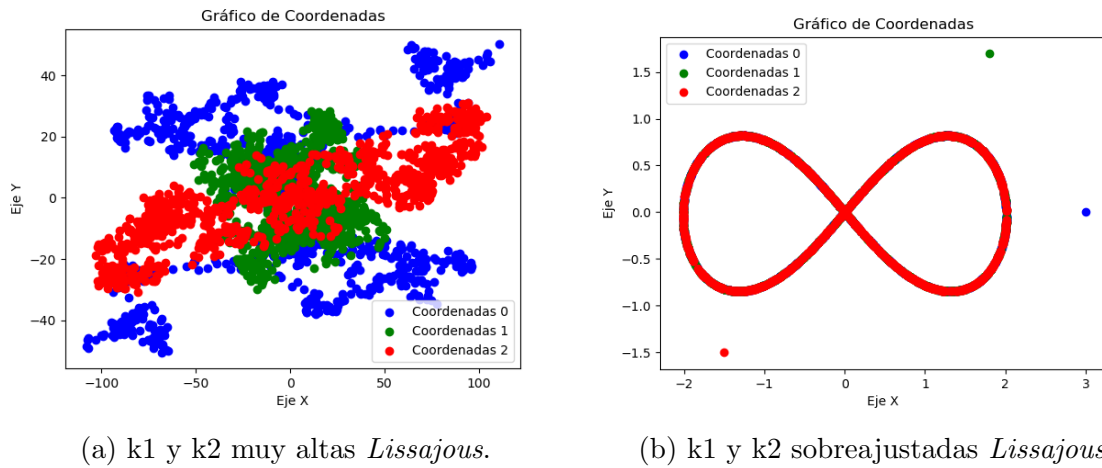 Gráfico de Coordenadas
Eje Y
40
20
0
−20
−40
Coordenadas 0
Coordenadas 1
Coordenadas 2
−100
−50
0
50
100
Eje X
(a) k1 y k2 muy altas Lissajous.
Gráfico de Coordenadas
Coordenadas 0
Coordenadas 1
Coordenadas 2
Eje Y
1.5
1.0
0.5
0.0
−0.5
−1.0
−1.5
−2
−1
0
1
2
3
Eje X
(b) k1 y k2 sobreajustadas Lissajous